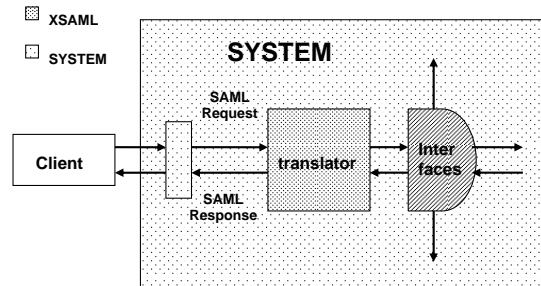 XSAML
SYSTEM
SYSTEM
SAML
Request
Client
translator
Inter
faces
SAML
Response